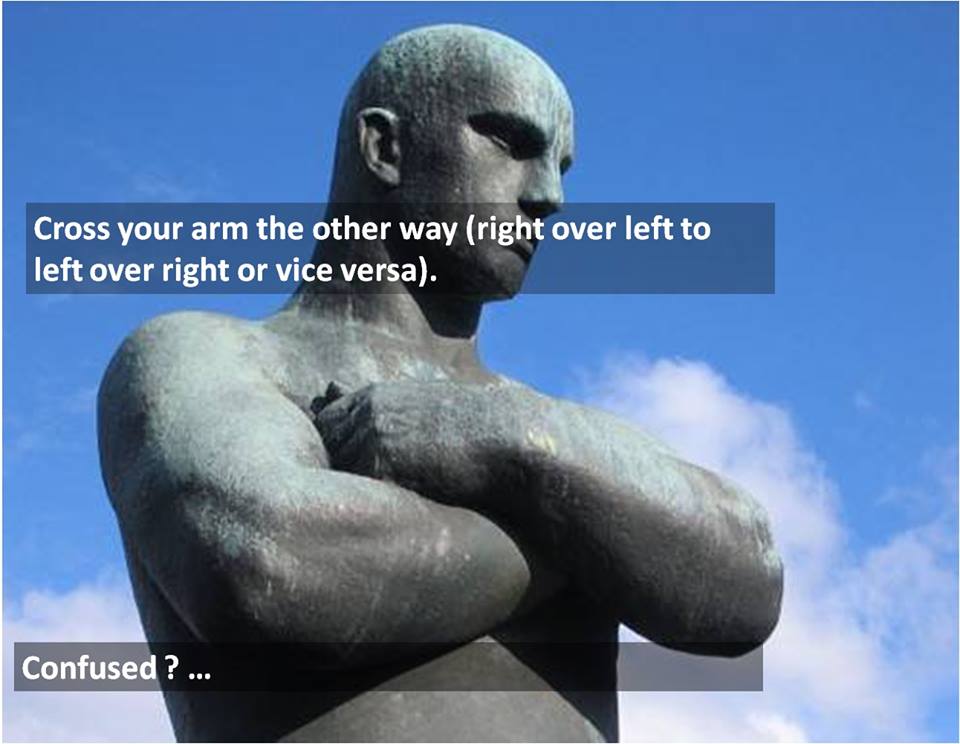 Cross your arm the other way (right over left to
left over right or vice versa).
Confused ? ...